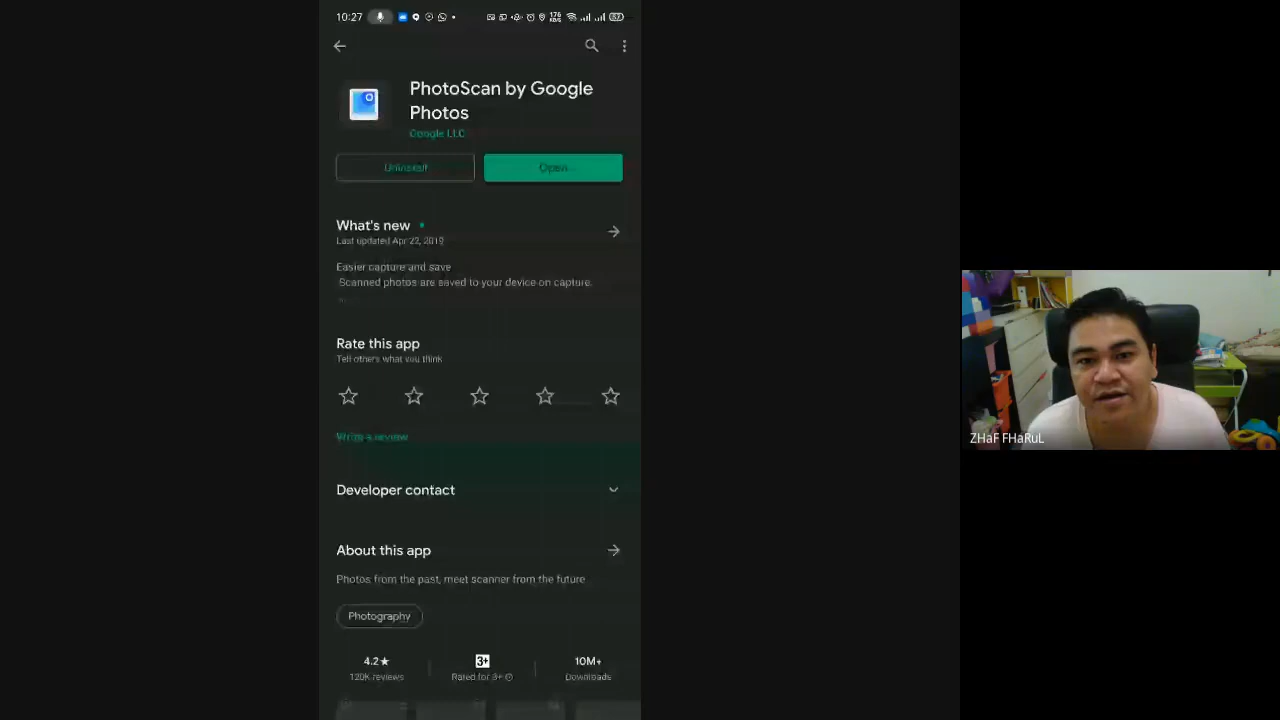 10:27
176
KB/S
67
PhotoScan by Google
Photos
Google LLC
Uninstall
Open
What's new
Last updated Apr 22, 2019
Easier capture and save
Scanned photos are saved to your device on capture.
...
Rate this app
Tell others what you think
Write a review
Developer contact
About this app
Photos from the past, meet scanner from the future
Photography
4.2★
3+
10M+
120K reviews
Rated for 3+
Downloads
ZHaF FHaRuL